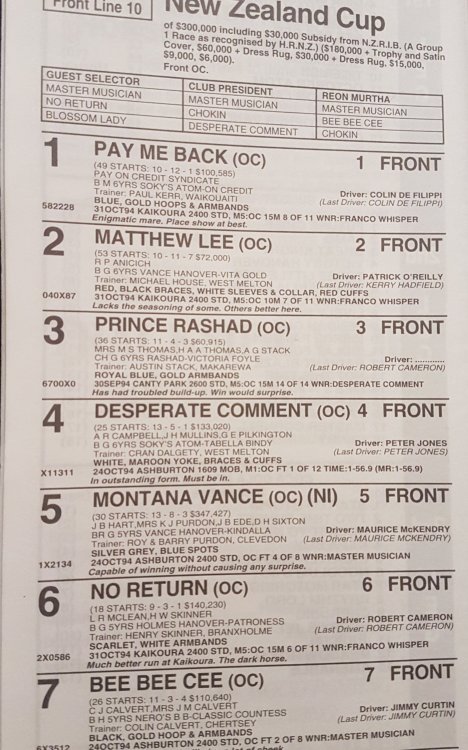 Front Line 10
New Zealand Cup
of $300,000 including $30,000 Subsidy from N.Z.R.I.B. (A Group
1 Race as recognised by H.R.N.Z.) ($180,000 + Trophy and Satin
Cover, $60,000 + Dress Rug, $30,000 + Dress Rug, $15,000,
$9,000, $6,000).
Front OC.
GUEST SELECTOR CLUB PRESIDENT REON MURTHA
MASTER MUSICIAN MASTER MUSICIAN MASTER MUSICIAN
NO RETURN CHOKIN BEE BEE CEE
BLOSSOM LADY DESPERATE COMMENT CHOKIN
1 PAY ME BACK (OC) 1 FRONT
(49 STARTS: 10 - 12 - 1 $100,585)
PAY ON CREDIT SYNDICATE
B M 6YRS SOKY'S ATOM-ON CREDIT
Trainer: PAUL KERR, WAIKOUAITI Driver: COLIN DE FILIPPI
BLUE, GOLD HOOPS & ARMBANDS (Last Driver: COLIN DE FILIPPI)
582228 31OCT94 KAIKOURA 2400 STD, M5:OC 15M 8 OF 11 WNR:FRANCO WHISPER
Enigmatic mare. Place show at best.
2 MATTHEW LEE (OC) 2 FRONT
(53 STARTS: 10 - 11 - 7 $72,000)
R P ANICICH
B G 6YRS VANCE HANOVER-VITA GOLD
Trainer: MICHAEL HOUSE, WEST MELTON Driver: PATRICK O'REILLY
RED, BLACK BRACES, WHITE SLEEVES & COLLAR, RED CUFFS (Last Driver: KERRY HADFIELD)
040X87 31OCT94 KAIKOURA 2400 STD, M5:OC 10M 7 OF 11 WNR:FRANCO WHISPER
Lacks the seasoning of some. Others better here.
3 PRINCE RASHAD (OC) 3 FRONT
(36 STARTS: 11 - 4 - 3 $60,915)
MRS M S THOMAS,H A A THOMAS,A G STACK
CH G 6YRS RASHAD-VICTORIA FOYLE
Trainer: AUSTIN STACK, MAKAREWA Driver: ............
ROYAL BLUE, GOLD ARMBANDS (Last Driver: ROBERT CAMERON)
6700X0 30SEP94 CANTY PARK 2600 STD, M5:OC 15M 14 OF 14 WNR:DESPERATE COMMENT
Has had troubled build-up. Win would surprise.
4 DESPERATE COMMENT (OC) 4 FRONT
(25 STARTS: 13 - 5 - 1 $133,020)
A R CAMPBELL,J H MULLINS,G E PILKINGTON
B G 6YRS SOKY'S ATOM-TABELLA BINDY
Trainer: CRAN DALGETY, WEST MELTON Driver: PETER JONES
WHITE, MAROON YOKE, BRACES & CUFFS (Last Driver: PETER JONES)
X11311 24OCT94 ASHBURTON 1609 MOB, M1:OC FT 1 OF 12 TIME:1-56.9 (MR:1-56.9)
In outstanding form. Must be in.
5 MONTANA VANCE (OC) (NI) 5 FRONT
(30 STARTS: 13 - 8 - 3 $347,427)
J B HART,MRS K J PURDON,J B EDE,D H SIXTON
BR G 5YRS VANCE HANOVER-KINDALLA
Trainer: ROY & BARRY PURDON, CLEVEDON Driver: MAURICE McKENDRY
SILVER GREY, BLUE SPOTS (Last Driver: MAURICE McKENDRY)
1X2134 24OCT94 ASHBURTON 2400 STD, OC FT 4 OF 8 WNR:MASTER MUSICIAN
Capable of winning without causing any surprise.
6 NO RETURN (OC) 6 FRONT
(18 STARTS: 9 - 3 - 1 $140,230)
L R MCLEAN,H W SKINNER
B G 5YRS HOLMES HANOVER-PATRONESS
Trainer: HENRY SKINNER, BRANXHOLME Driver: ROBERT CAMERON
SCARLET, WHITE ARMBANDS (Last Driver: ROBERT CAMERON)
2X0586 31OCT94 KAIKOURA 2400 STD, M5:OC 15M 6 OF 11 WNR:FRANCO WHISPER
Much better run at Kaikoura. The dark horse.
7 BEE BEE CEE (OC) 7 FRONT
(26 STARTS: 11 - 3 - 4 $110,640)
C J CALVERT,MRS J M CALVERT
B H 5YRS NERO'S B B-CLASSIC COUNTESS
Trainer: COLIN CALVERT, CHERTSEY Driver: JIMMY CURTIN
BLACK, GOLD HOOP & ARMBANDS (Last Driver: JIMMY CURTIN)
6X3512 24OCT94 ASHBURTON 2400 STD, OC FT 2 OF 8 WNR:MASTER MUSICIAN